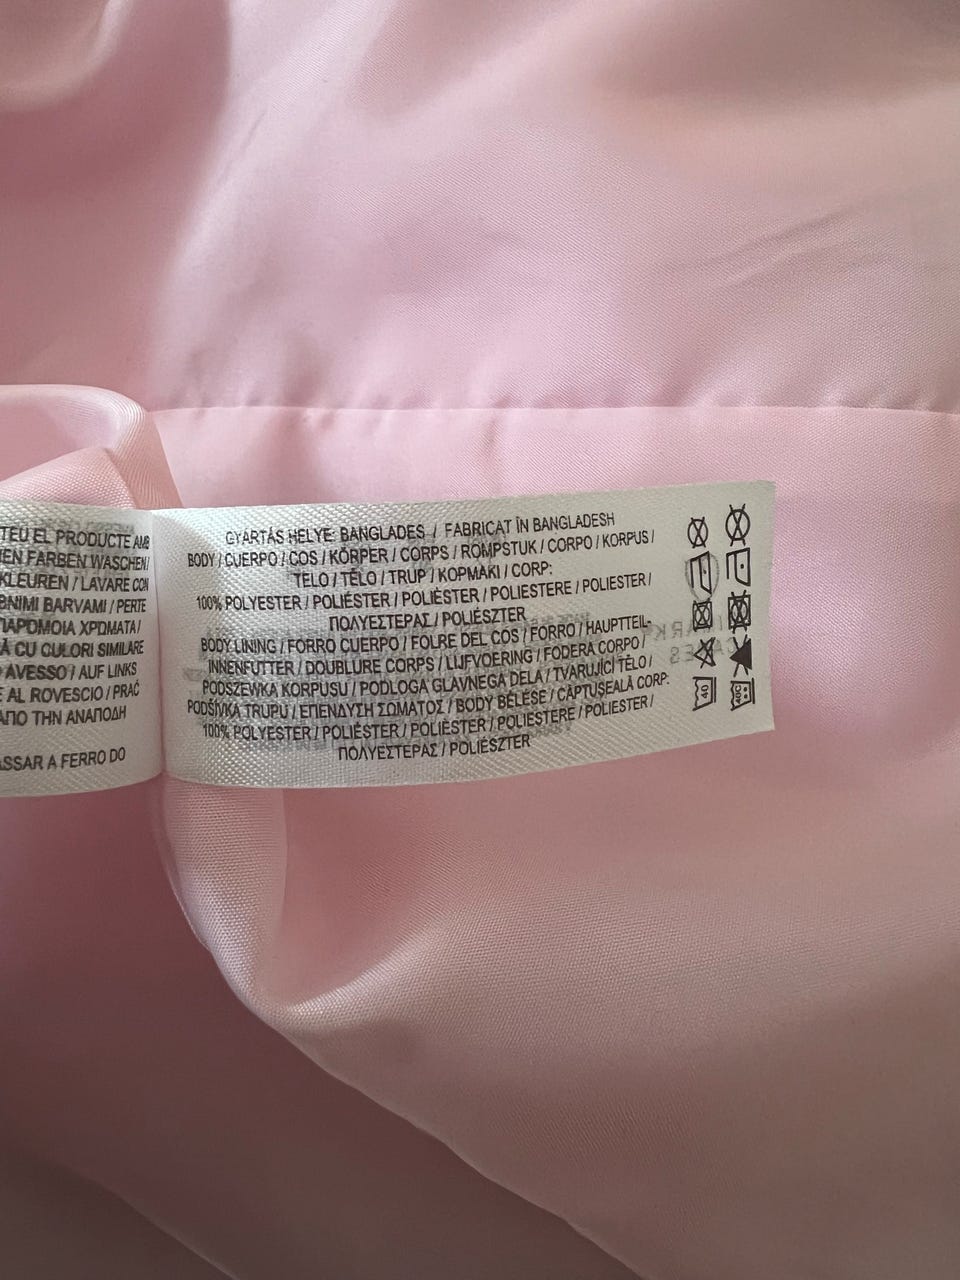 TEU EL PRODUCTE AMB
EN FARBEN WASCHEN/
KLEUREN / LAVARE CON
BNIMI BARVAMI / PERTE
ΠΑΡΟΜΟΙΑ ΧΡΩΜΑΤΑ/
Ă CU CULORI SIMILARE
AVESSO / AUF LINKS
E AL ROVESCIO / PRAĆ
ΑΠΟ ΤΗΝ ΑΝΑΠΟΔΗ
ASSAR A FERRO DO
GYÁRTÁS HELYE: BANGLADES / FABRICAT ÎN BANGLADESH
BODY / CUERPO / COS / KÖRPER / CORPS / ROMPSTUK / CORPO / KORPUS /
TELO / TĚLO / TRUP / ΚΟΡΜΑΚΙ / CORP:
100% POLYESTER / POLIÉSTER / POLIÈSTER / POLIESTERE / POLIESTER /
ΠΟΛΥΕΣΤΕΡΑΣ / POLIÉSZTER
BODY LINING / FORRO CUERPO / FOLRE DEL COS / FORRO / HAUPTTEIL-
INNENFUTTER / DOUBLURE CORPS / LIJFVOERING / FODERA CORPO /
PODSZEWKA KORPUSU / PODLOGA GLAVNEGA DELA / TVARUJÍCÍ TĚLO /
PODŠÍVKA TRUPU / ΕΠΕΝΔΥΣΗ ΣΩΜΑΤΟΣ / BODY BÉLÉSE / CĂPTUȘEALĂ CORP:
100% POLYESTER / POLIÉSTER / POLIÈSTER / POLIESTERE / POLIESTER /
ΠΟΛΥΕΣΤΕΡΑΣ / POLIÉSZTER
40